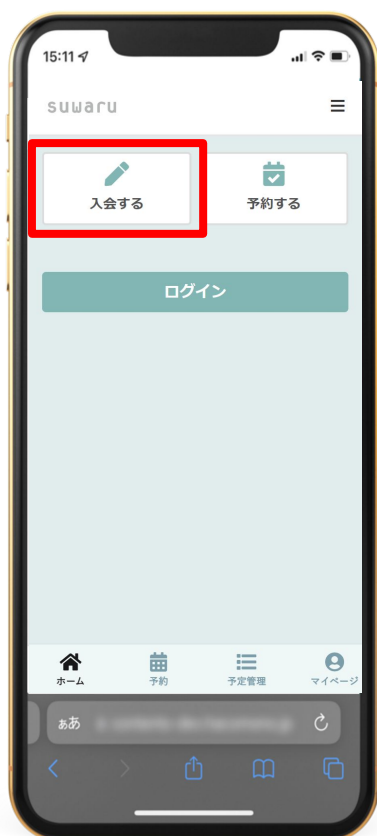 15:11
suwaru
入会する
予約する
ログイン
ホーム
予約
予定管理
マイページ
ぁあ